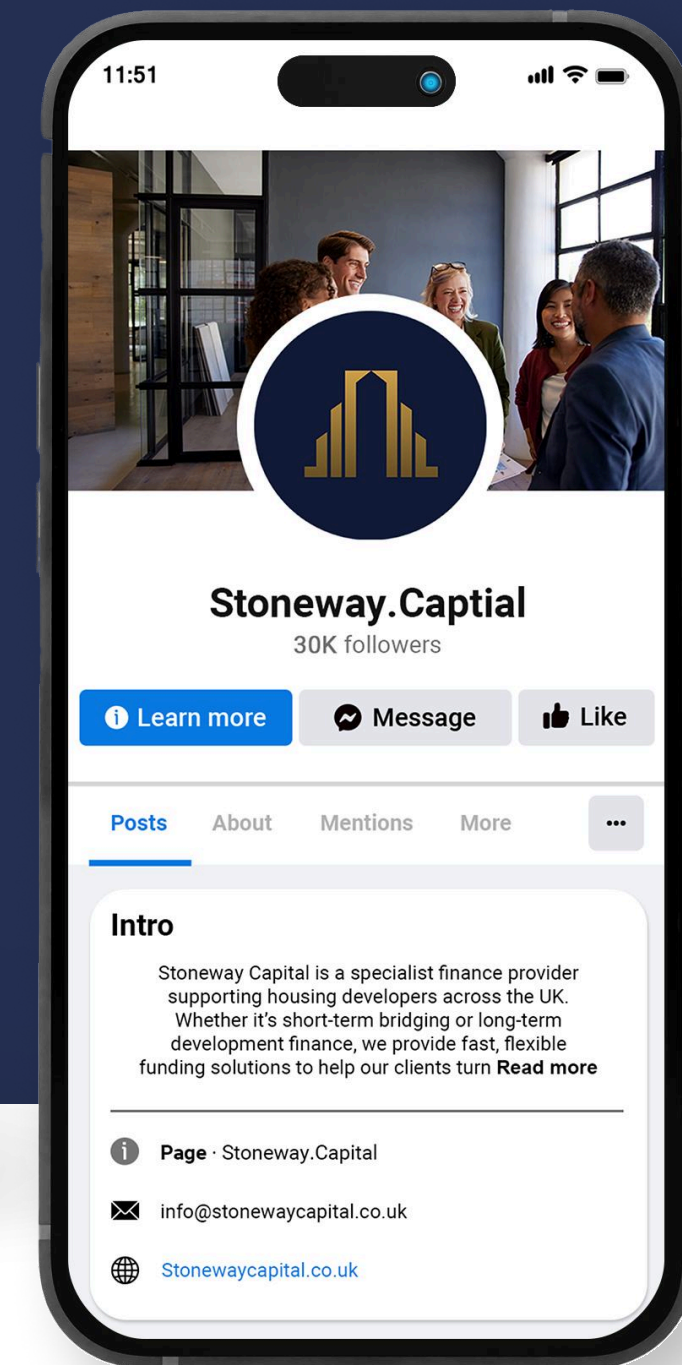 11:51
Stoneway.Captial
30K followers
Learn more
Message
Like
Posts
About
Mentions
More
Intro
Stoneway Capital is a specialist finance provider
supporting housing developers across the UK.
Whether it’s short-term bridging or long-term
development finance, we provide fast, flexible
funding solutions to help our clients turn Read more
Page · Stoneway.Capital
info@stonewaycapital.co.uk
Stonewaycapital.co.uk